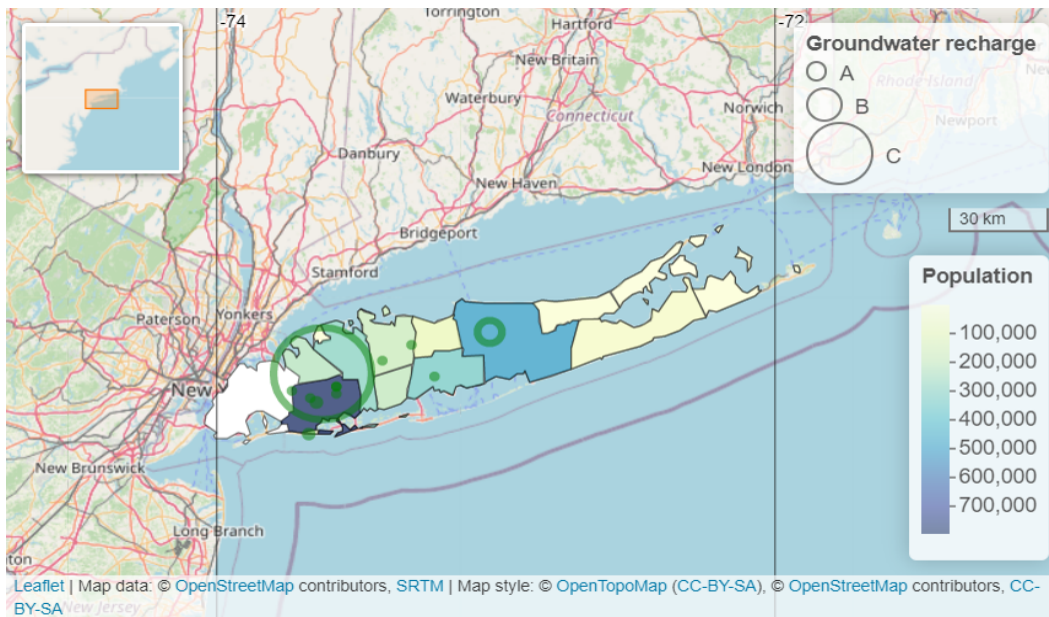 -74
-72
Torrington
Hartford
New Britain
Waterbury
Norwich
Connecticut
Rhode Island
Newport
Danbury
New London
New Haven
Bridgeport
Stamford
Paterson
Yonkers
New Y
New Brunswick
Long Branch
New Jersey
Groundwater recharge
A
B
C
30 km
Population
100,000
200,000
300,000
400,000
500,000
600,000
700,000
Leaflet | Map data: © OpenStreetMap contributors, SRTM | Map style: © OpenTopoMap (CC-BY-SA), © OpenStreetMap contributors, CC-
BY-SA